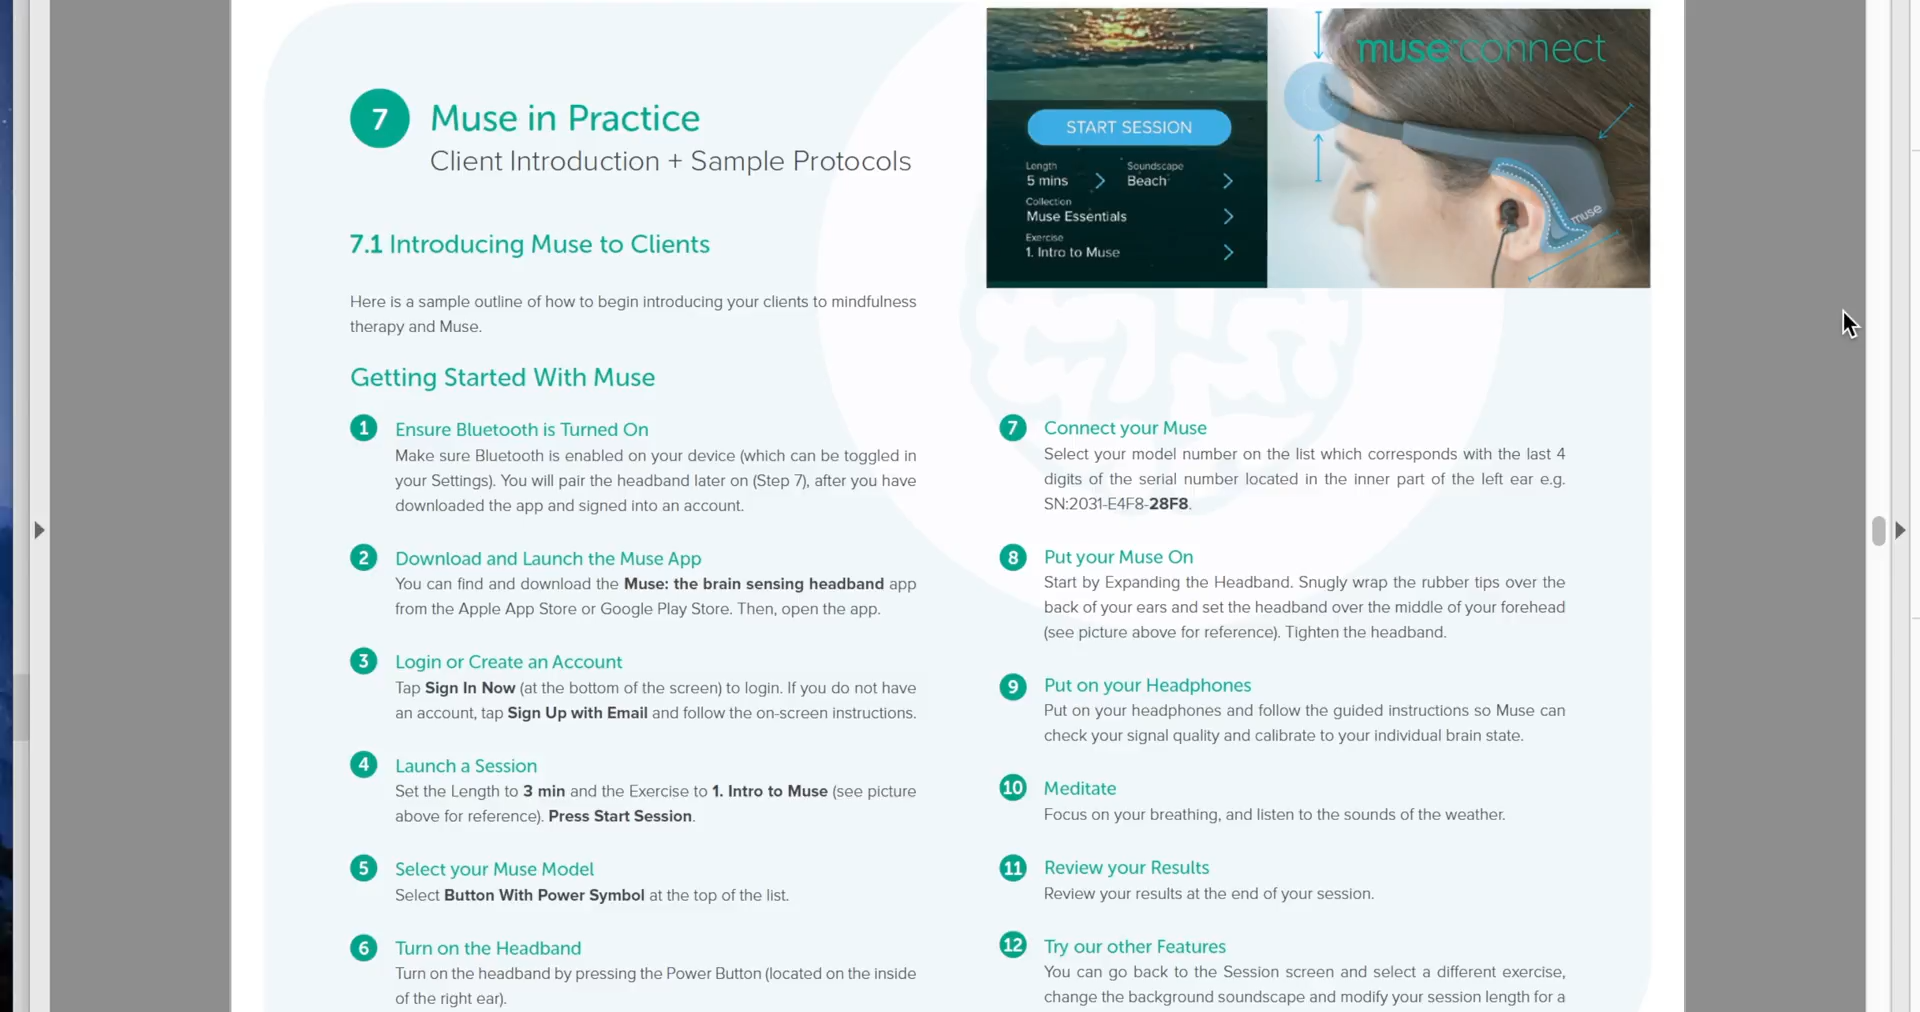 7
Muse in Practice
Client Introduction + Sample Protocols
muse connect
START SESSION
Length
5 mins
Soundscape
Beach
Collection
Muse Essentials
Exercise
1. Intro to Muse
muse
7.1 Introducing Muse to Clients
Here is a sample outline of how to begin introducing your clients to mindfulness
therapy and Muse.
Getting Started With Muse
1
Ensure Bluetooth is Turned On
Make sure Bluetooth is enabled on your device (which can be toggled in
your Settings). You will pair the headband later on (Step 7), after you have
downloaded the app and signed into an account.
2
Download and Launch the Muse App
You can find and download the Muse: the brain sensing headband app
from the Apple App Store or Google Play Store. Then, open the app.
3
Login or Create an Account
Tap Sign In Now (at the bottom of the screen) to login. If you do not have
an account, tap Sign Up with Email and follow the on-screen instructions.
4
Launch a Session
Set the Length to 3 min and the Exercise to 1. Intro to Muse (see picture
above for reference). Press Start Session.
5
Select your Muse Model
Select Button With Power Symbol at the top of the list.
6
Turn on the Headband
Turn on the headband by pressing the Power Button (located on the inside
of the right ear).
7
Connect your Muse
Select your model number on the list which corresponds with the last 4
digits of the serial number located in the inner part of the left ear e.g.
SN:2031-E4F8-28F8.
8
Put your Muse On
Start by Expanding the Headband. Snugly wrap the rubber tips over the
back of your ears and set the headband over the middle of your forehead
(see picture above for reference). Tighten the headband.
9
Put on your Headphones
Put on your headphones and follow the guided instructions so Muse can
check your signal quality and calibrate to your individual brain state.
10
Meditate
Focus on your breathing, and listen to the sounds of the weather.
11
Review your Results
Review your results at the end of your session.
12
Try our other Features
You can go back to the Session screen and select a different exercise,
change the background soundscape and modify your session length for a